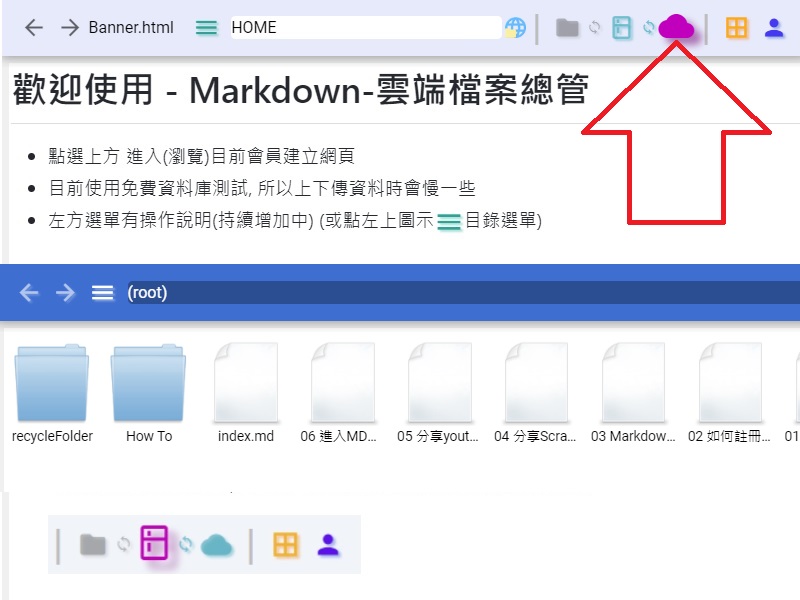 Banner.html HOME
歡迎使用 - Markdown-雲端檔案總管
點選上方 進入(瀏覽)目前會員建立網頁
目前使用免費資料庫測試, 所以上下傳資料時會慢一些
左方選單有操作說明(持續增加中) (或點左上圖示 目錄選單)
(root)
recycleFolder How To index.md 06 進入MD... 05 分享yout... 04 分享Scra... 03 Markdow... 02 如何註冊... 01